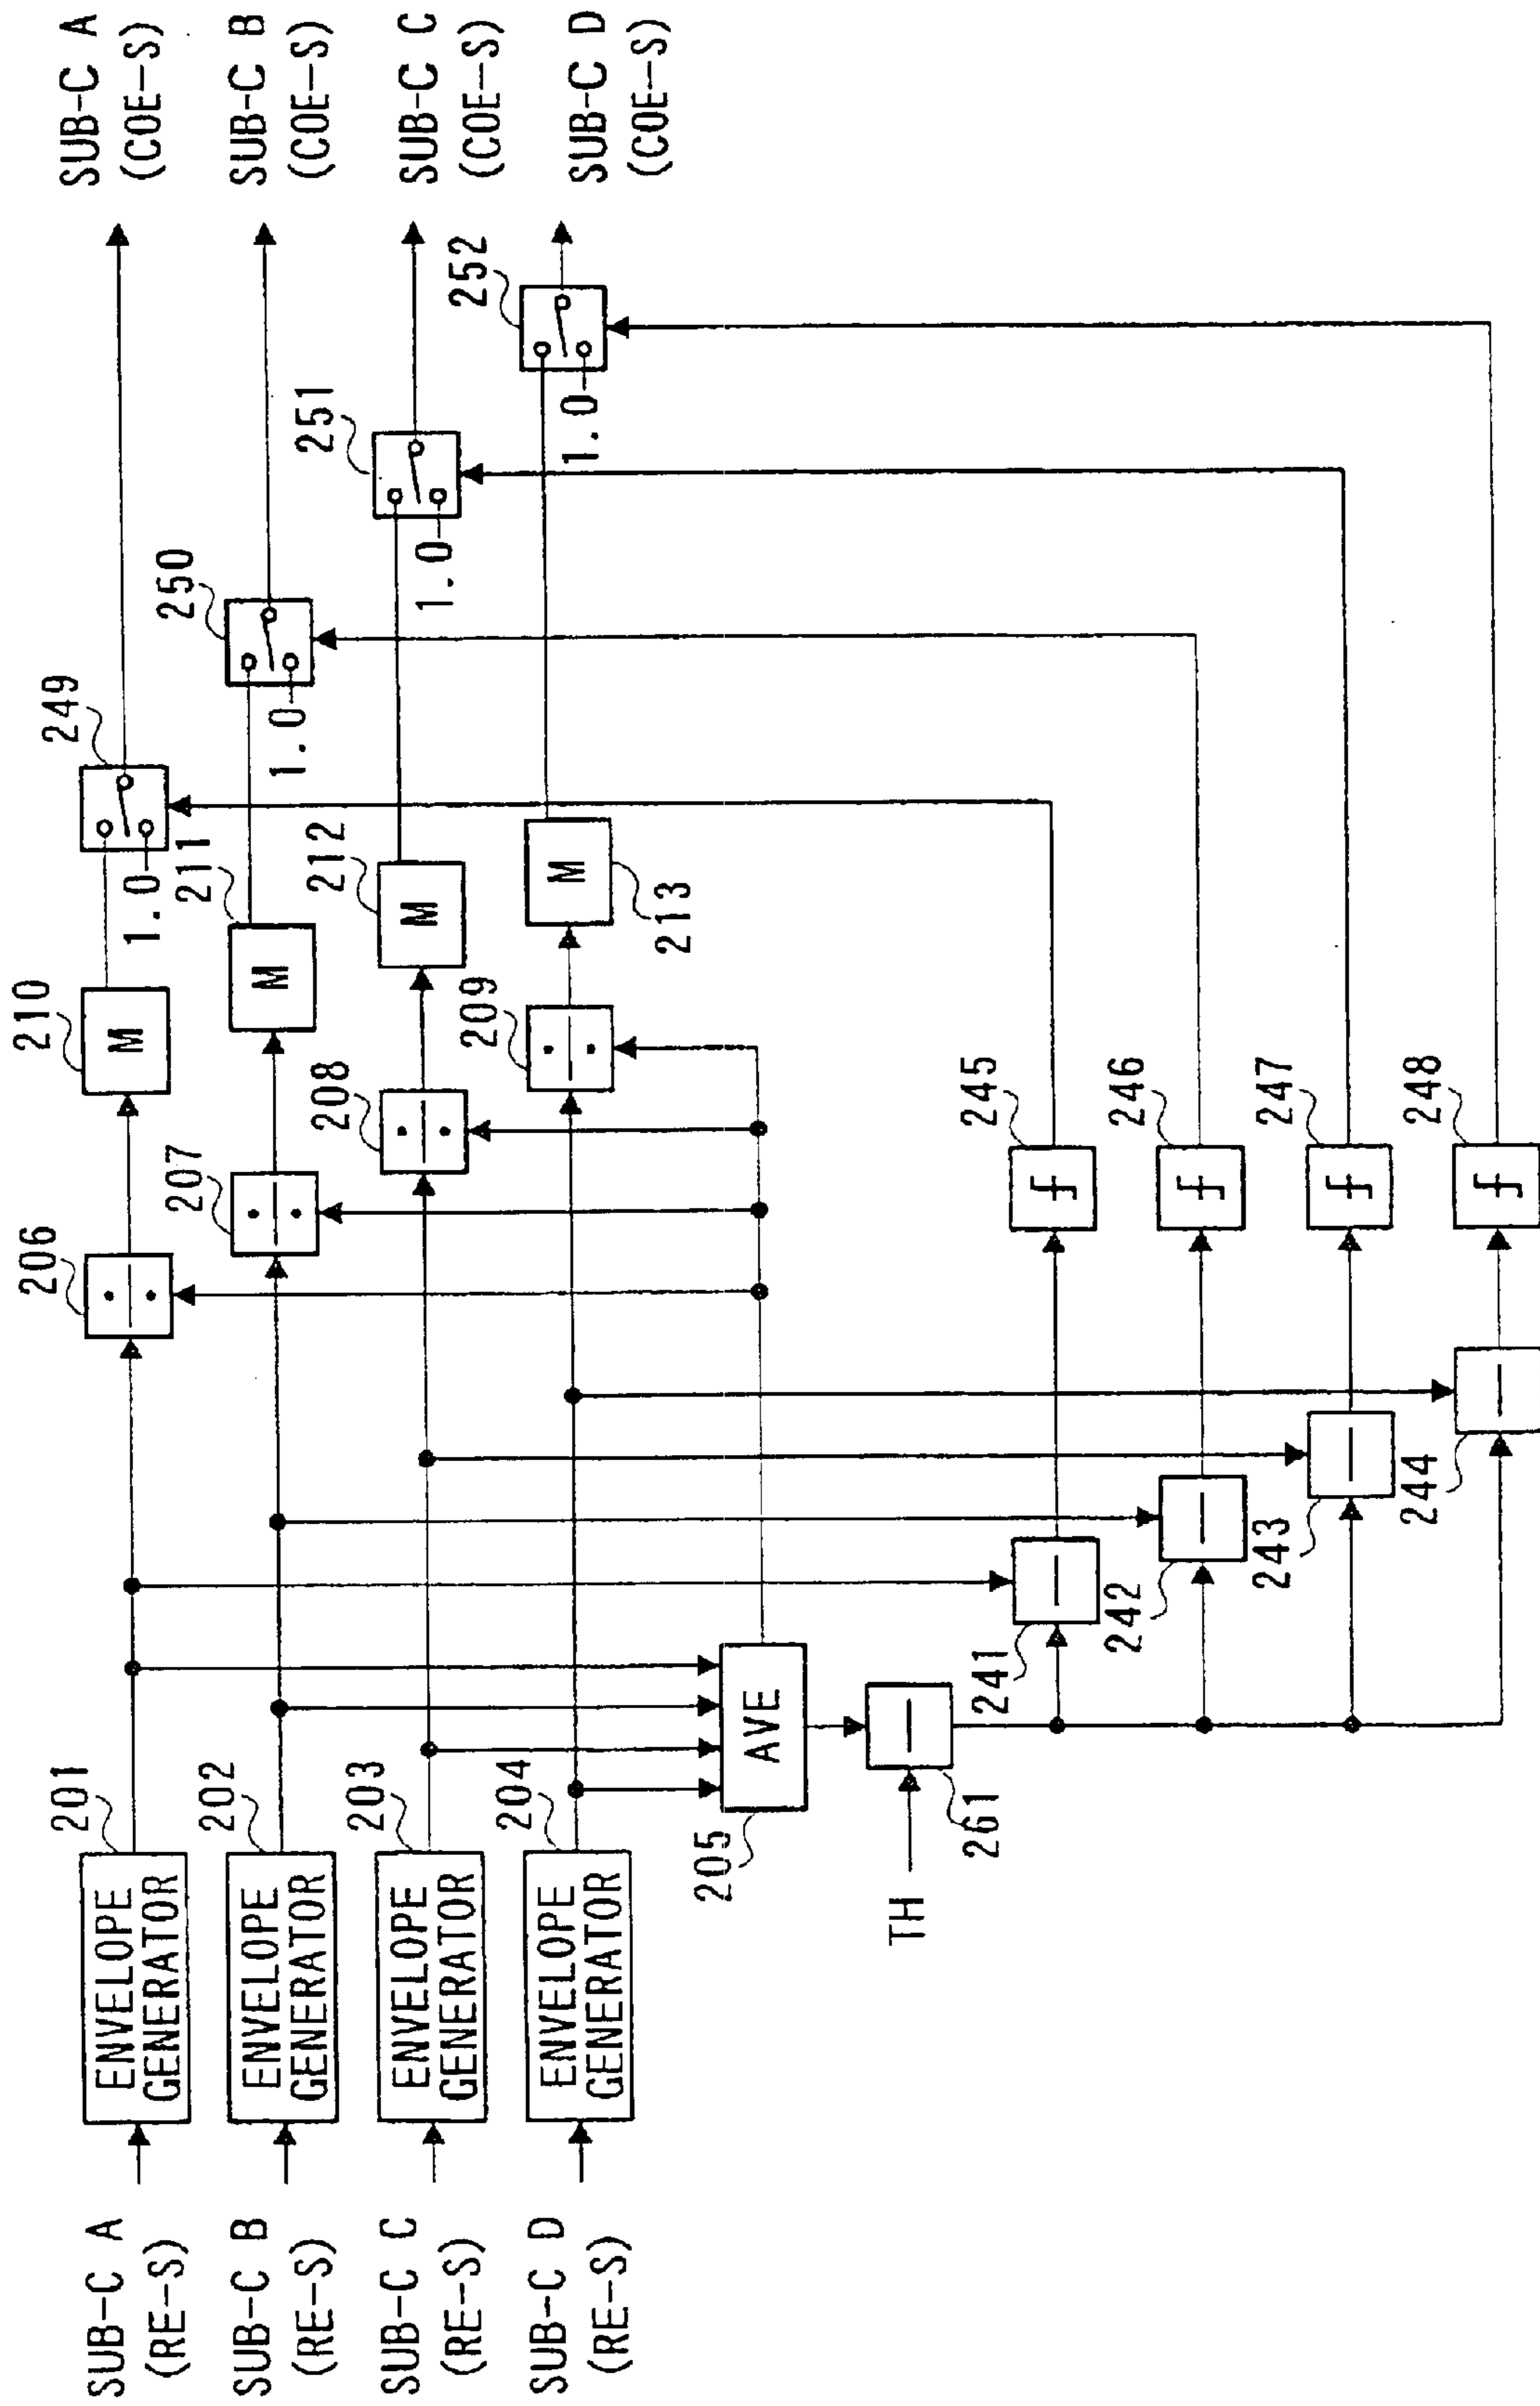 SUB-C A
(RE-S)
SUB-C B
(RE-S)
SUB-C C
(RE-S)
SUB-C D
(RE-S)
ENVELOPE
GENERATOR
201
ENVELOPE
GENERATOR
202
ENVELOPE
GENERATOR
203
ENVELOPE
GENERATOR
204
AVE
205
TH
261
241
242
243
244
206
207
208
209
M
210
M
211
M
212
M
213
245
246
247
248
1.0
249
1.0
250
1.0
251
1.0
252
SUB-C A
(COE-S)
SUB-C B
(COE-S)
SUB-C C
(COE-S)
SUB-C D
(COE-S)